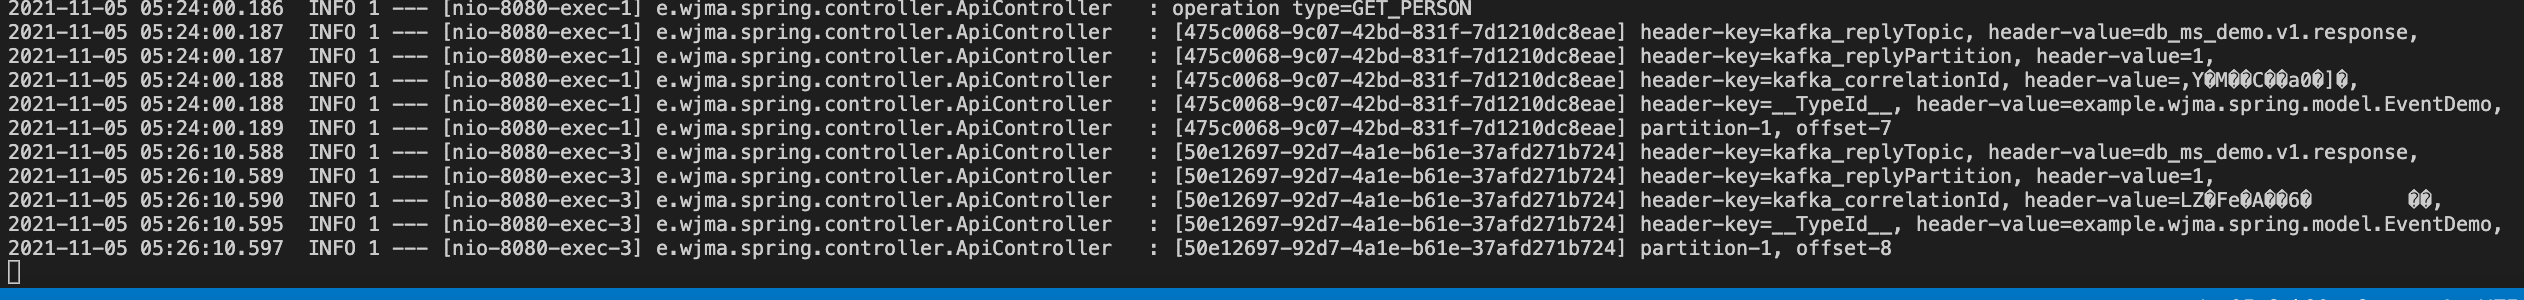 2021-11-05 05:24:00.186  INFO 1 --- [nio-8080-exec-1] e.wjma.spring.controller.ApiController   : operation type=GET_PERSON
2021-11-05 05:24:00.187  INFO 1 --- [nio-8080-exec-1] e.wjma.spring.controller.ApiController   : [475c0068-9c07-42bd-831f-7d1210dc8eae] header-key=kafka_replyTopic, header-value=db_ms_demo.v1.response,
2021-11-05 05:24:00.187  INFO 1 --- [nio-8080-exec-1] e.wjma.spring.controller.ApiController   : [475c0068-9c07-42bd-831f-7d1210dc8eae] header-key=kafka_replyPartition, header-value=1,
2021-11-05 05:24:00.188  INFO 1 --- [nio-8080-exec-1] e.wjma.spring.controller.ApiController   : [475c0068-9c07-42bd-831f-7d1210dc8eae] header-key=kafka_correlationId, header-value=,Y�M��C��a0�]�,
2021-11-05 05:24:00.188  INFO 1 --- [nio-8080-exec-1] e.wjma.spring.controller.ApiController   : [475c0068-9c07-42bd-831f-7d1210dc8eae] header-key=__TypeId__, header-value=example.wjma.spring.model.EventDemo,
2021-11-05 05:24:00.189  INFO 1 --- [nio-8080-exec-1] e.wjma.spring.controller.ApiController   : [475c0068-9c07-42bd-831f-7d1210dc8eae] partition-1, offset-7
2021-11-05 05:26:10.588  INFO 1 --- [nio-8080-exec-3] e.wjma.spring.controller.ApiController   : [50e12697-92d7-4a1e-b61e-37afd271b724] header-key=kafka_replyTopic, header-value=db_ms_demo.v1.response,
2021-11-05 05:26:10.589  INFO 1 --- [nio-8080-exec-3] e.wjma.spring.controller.ApiController   : [50e12697-92d7-4a1e-b61e-37afd271b724] header-key=kafka_replyPartition, header-value=1,
2021-11-05 05:26:10.590  INFO 1 --- [nio-8080-exec-3] e.wjma.spring.controller.ApiController   : [50e12697-92d7-4a1e-b61e-37afd271b724] header-key=kafka_correlationId, header-value=LZ�Fe�A��6�        ��,
2021-11-05 05:26:10.595  INFO 1 --- [nio-8080-exec-3] e.wjma.spring.controller.ApiController   : [50e12697-92d7-4a1e-b61e-37afd271b724] header-key=__TypeId__, header-value=example.wjma.spring.model.EventDemo,
2021-11-05 05:26:10.597  INFO 1 --- [nio-8080-exec-3] e.wjma.spring.controller.ApiController   : [50e12697-92d7-4a1e-b61e-37afd271b724] partition-1, offset-8